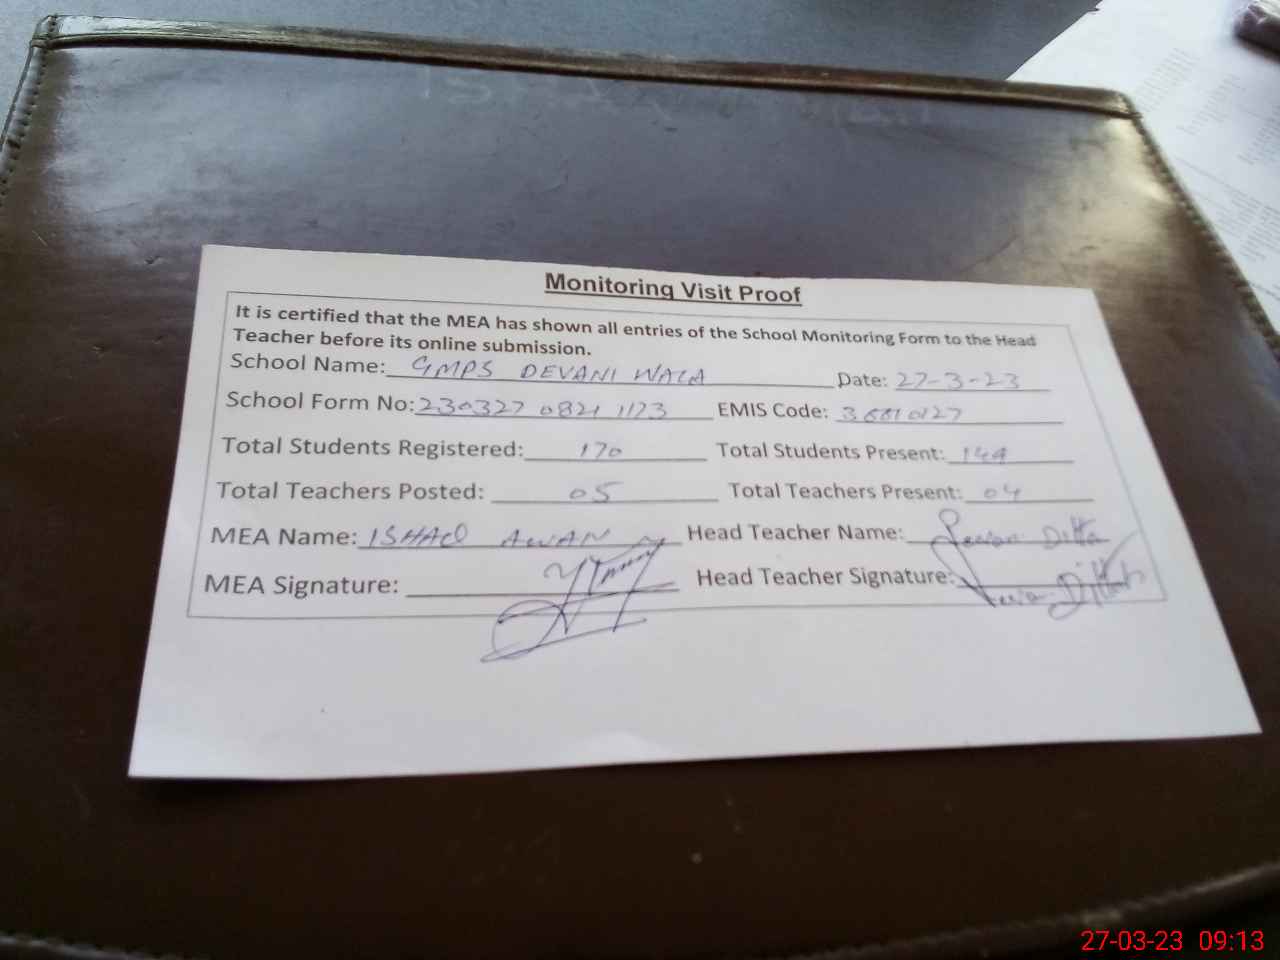 Monitoring Visit Proof
It is certified that the MEA has shown all entries of the School Monitoring Form to the Head
Teacher before its online submission.
School Name: GMPS DEVANI WALA Date: 27-3-23
School Form No: 230327 0821 1173 EMIS Code:
Total Students Registered: 170 Total Students Present:
Total Teachers Posted: 05 Total Teachers Present: 04
MEA Name: ISHAQ AWAN Head Teacher Name: Ditta
MEA Signature: Head Teacher Signature:
27-03-23 09:13